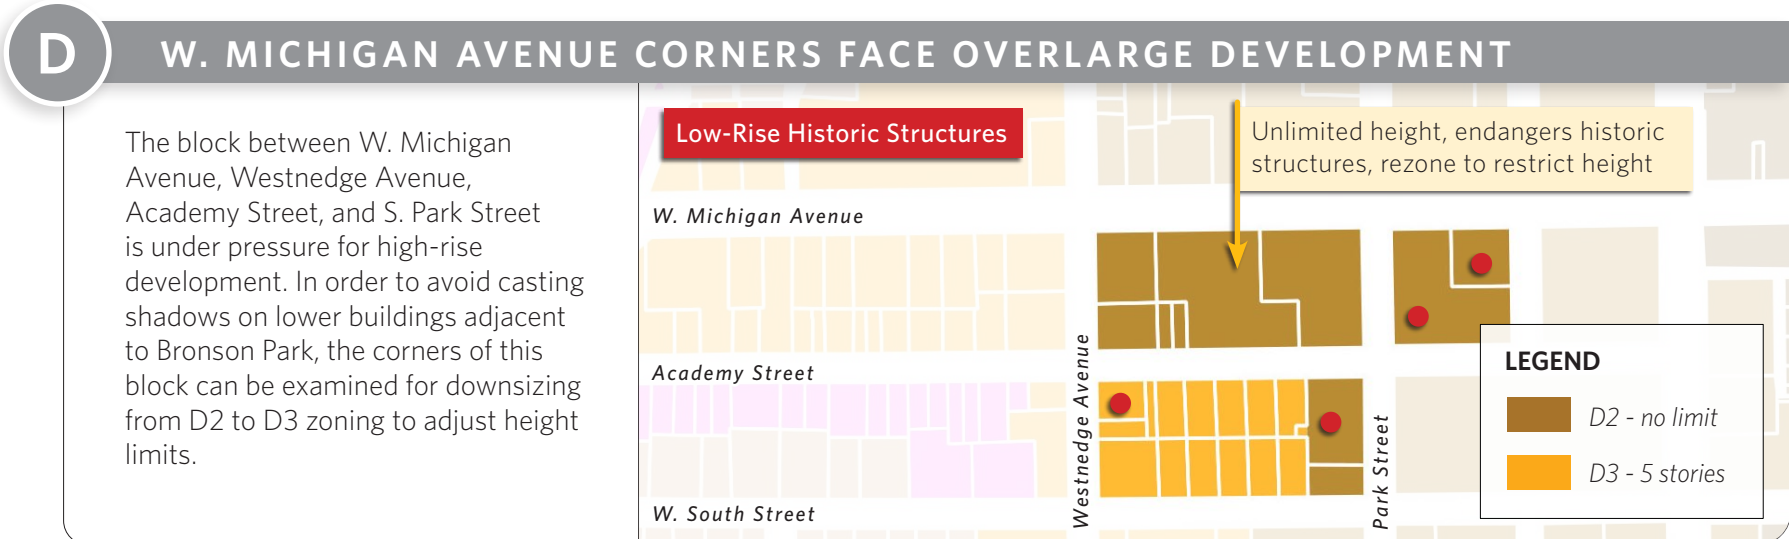 D
W. MICHIGAN AVENUE CORNERS FACE OVERLARGE DEVELOPMENT
The block between W. Michigan
Avenue, Westnedge Avenue,
Academy Street, and S. Park Street
is under pressure for high-rise
development. In order to avoid casting
shadows on lower buildings adjacent
to Bronson Park, the corners of this
block can be examined for downsizing
from D2 to D3 zoning to adjust height
limits.
Low-Rise Historic Structures
Unlimited height, endangers historic
structures, rezone to restrict height
W. Michigan Avenue
Academy Street
W. South Street
Westnedge Avenue
Park Street
LEGEND
D2 - no limit
D3 - 5 stories